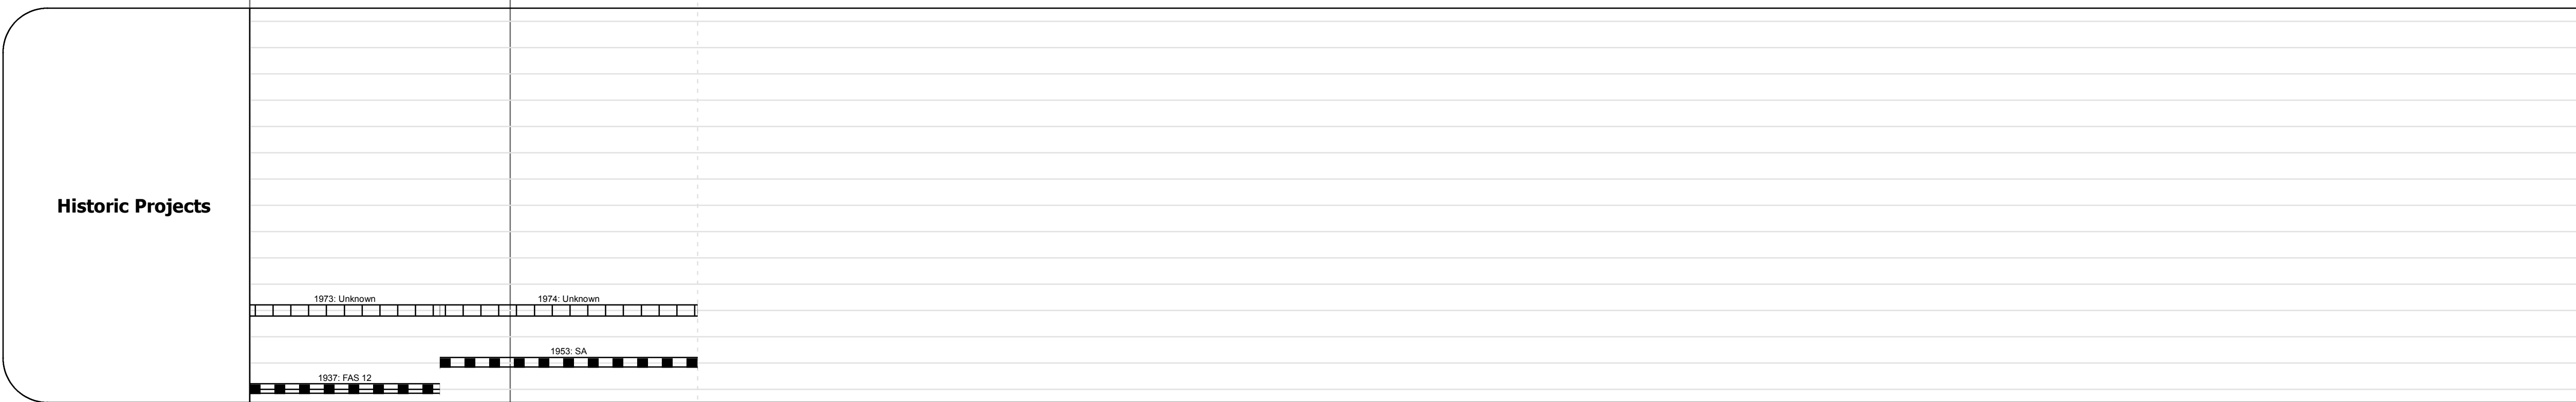 Historic Projects
1973: Unknown
1974: Unknown
1953: SA
1937: FAS 12